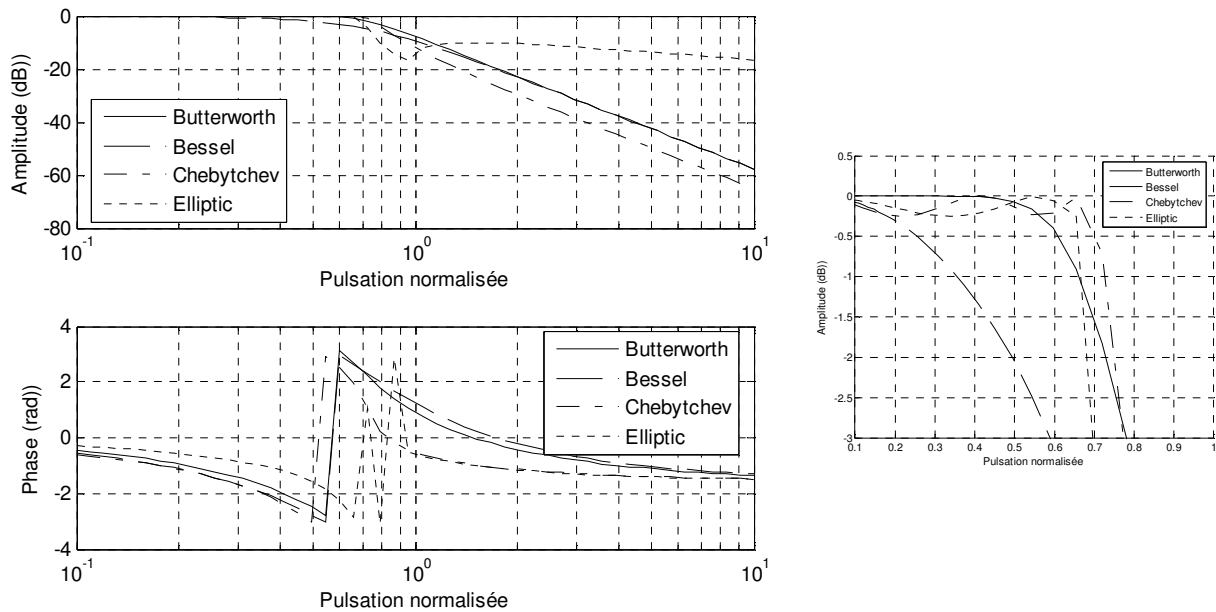 Amplitude (dB))
0
-20
-40
-60
-80
Butterworth
Bessel
Chebytchev
Elliptic
10^-1
10^0
10^1
Pulsation normalisée
Phase (rad))
4
2
0
-2
-4
Butterworth
Bessel
Chebytchev
Elliptic
10^-1
10^0
10^1
Pulsation normalisée
Amplitude (dB))
0.5
0
-0.5
-1
-1.5
-2
-2.5
-3
Butterworth
Bessel
Chebytchev
Elliptic
0.1 0.2 0.3 0.4 0.5 0.6 0.7 0.8 0.9 1
Pulsation normalisée